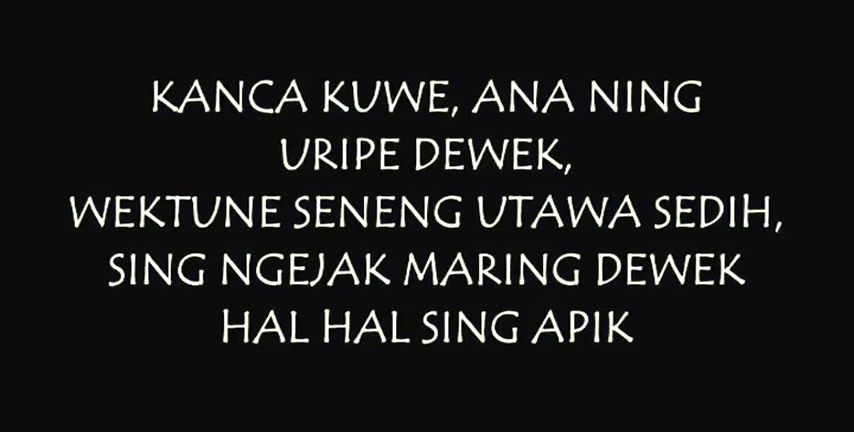 KANCA KUWE, ANA NING
URIPE DEWEK,
WEKTUNE SENENG UTAWA SEDIH,
SING NGEJAK MARING DEWEK
HAL HAL SING APIK